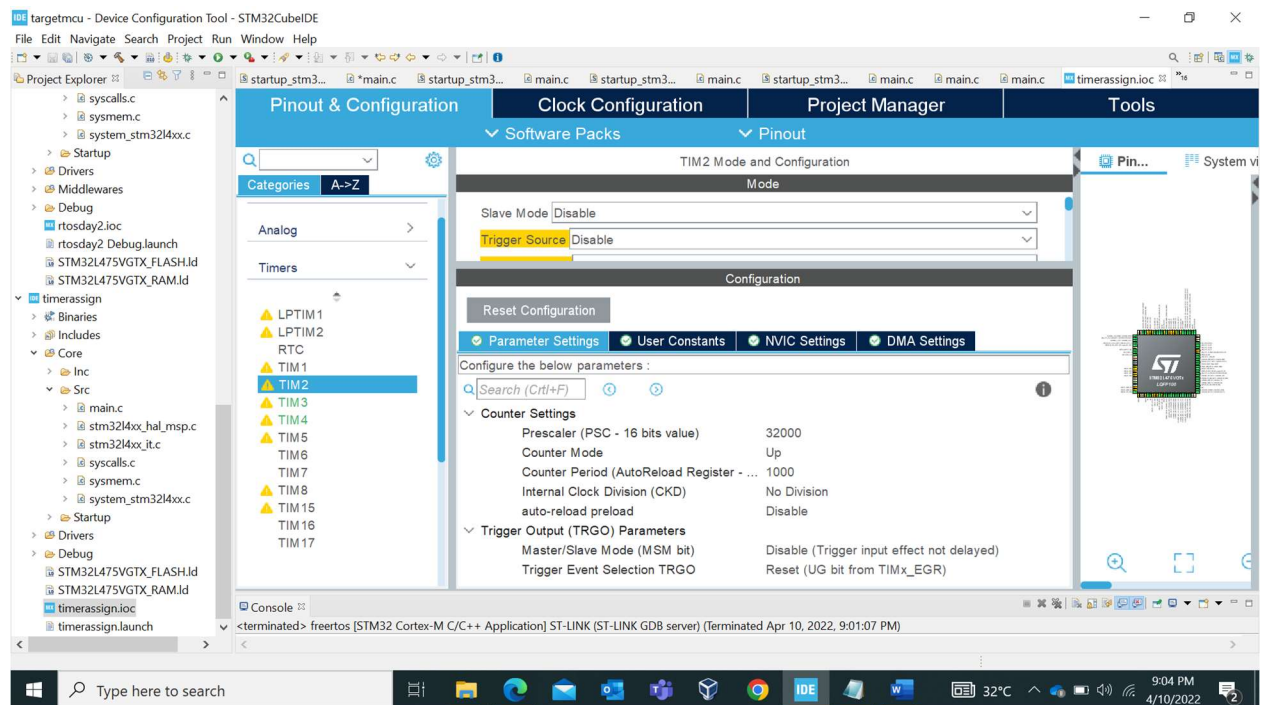 targetmcu - Device Configuration Tool - STM32CubeIDE
File Edit Navigate Search Project Run Window Help
Project Explorer
startup_stm3... *main.c startup_stm3... main.c startup_stm3... main.c startup_stm3... main.c main.c main.c timerassign.ioc »16
syscalls.c
sysmem.c
system_stm32l4xx.c
Startup
Drivers
Middlewares
Debug
rtosday2.ioc
rtosday2 Debug.launch
STM32L475VGTX_FLASH.ld
STM32L475VGTX_RAM.ld
timerassign
Binaries
Includes
Core
Inc
Src
main.c
stm32l4xx_hal_msp.c
stm32l4xx_it.c
syscalls.c
sysmem.c
system_stm32l4xx.c
Startup
Drivers
Debug
STM32L475VGTX_FLASH.ld
STM32L475VGTX_RAM.ld
timerassign.ioc
timerassign.launch
Pinout & Configuration Clock Configuration Project Manager Tools
Software Packs Pinout
Categories A->Z
Analog
Timers
LPTIM1
LPTIM2
RTC
TIM1
TIM2
TIM3
TIM4
TIM5
TIM6
TIM7
TIM8
TIM15
TIM16
TIM17
TIM2 Mode and Configuration
Mode
Slave Mode Disable
Trigger Source Disable
Configuration
Reset Configuration
Parameter Settings User Constants NVIC Settings DMA Settings
Configure the below parameters :
Search (Crtl+F)
Counter Settings
Prescaler (PSC - 16 bits value) 32000
Counter Mode Up
Counter Period (AutoReload Register - ... 1000
Internal Clock Division (CKD) No Division
auto-reload preload Disable
Trigger Output (TRGO) Parameters
Master/Slave Mode (MSM bit) Disable (Trigger input effect not delayed)
Trigger Event Selection TRGO Reset (UG bit from TIMx_EGR)
Pin... System vi
Console
<terminated> freertos [STM32 Cortex-M C/C++ Application] ST-LINK (ST-LINK GDB server) (Terminated Apr 10, 2022, 9:01:07 PM)
Type here to search
IDE
32°C
9:04 PM
4/10/2022
2